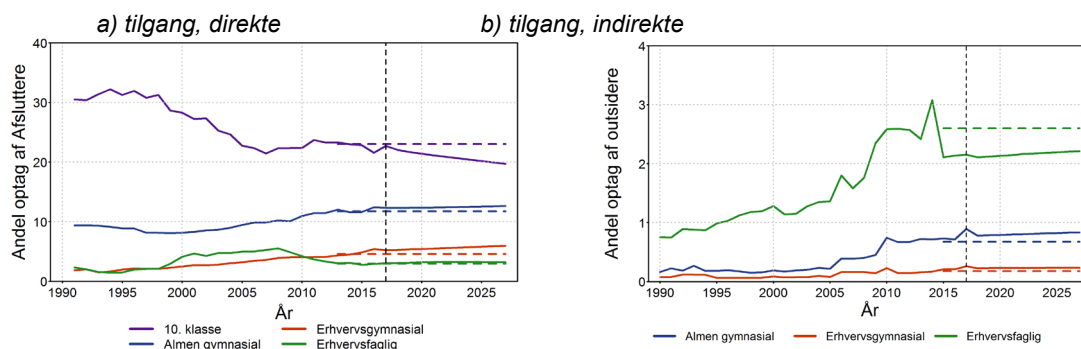 a) tilgang, direkte
b) tilgang, indirekte
Andel optag af Afsluttere
40
30
20
10
0
1990 1995 2000 2005 2010 2015 2020 2025
År
10. klasse
Erhvervsgymnasial
Almen gymnasial
Erhvervsfaglig
Andel optag af outsidere
4
3
2
1
0
1990 1995 2000 2005 2010 2015 2020 2025
År
Almen gymnasial Erhvervsgymnasial Erhvervsfaglig